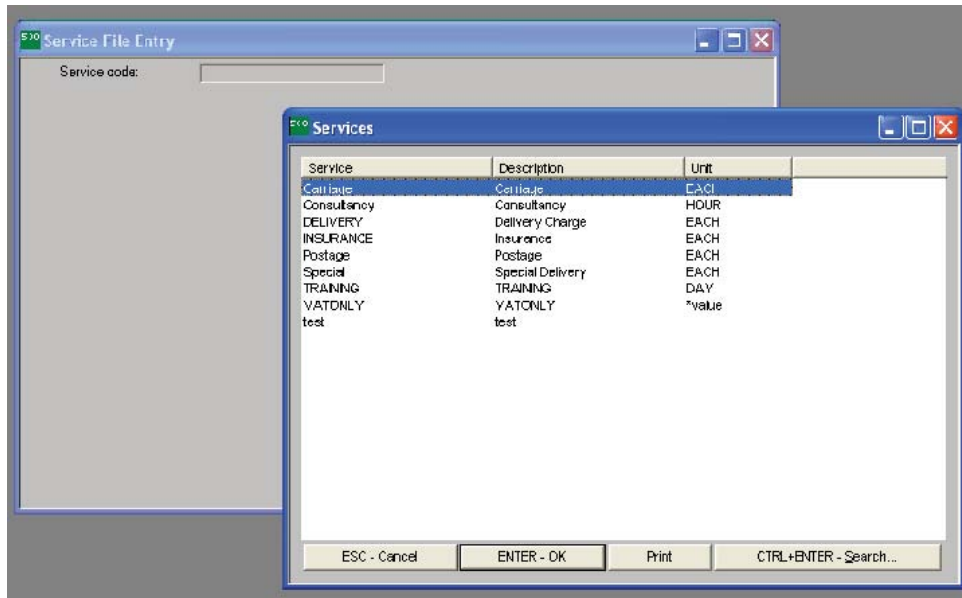 Service File Entry
Service code:
Services
Service Description Unit
Carriage Carriage EACH
Consultancy Consultancy HOUR
DELIVERY Delivery Charge EACH
INSURANCE Insurance EACH
Postage Postage EACH
Special Special Delivery EACH
TRAINING TRAINING DAY
VATONLY VATONLY *value
test test
ESC - Cancel ENTER - OK Print CTRL+ENTER - Search...